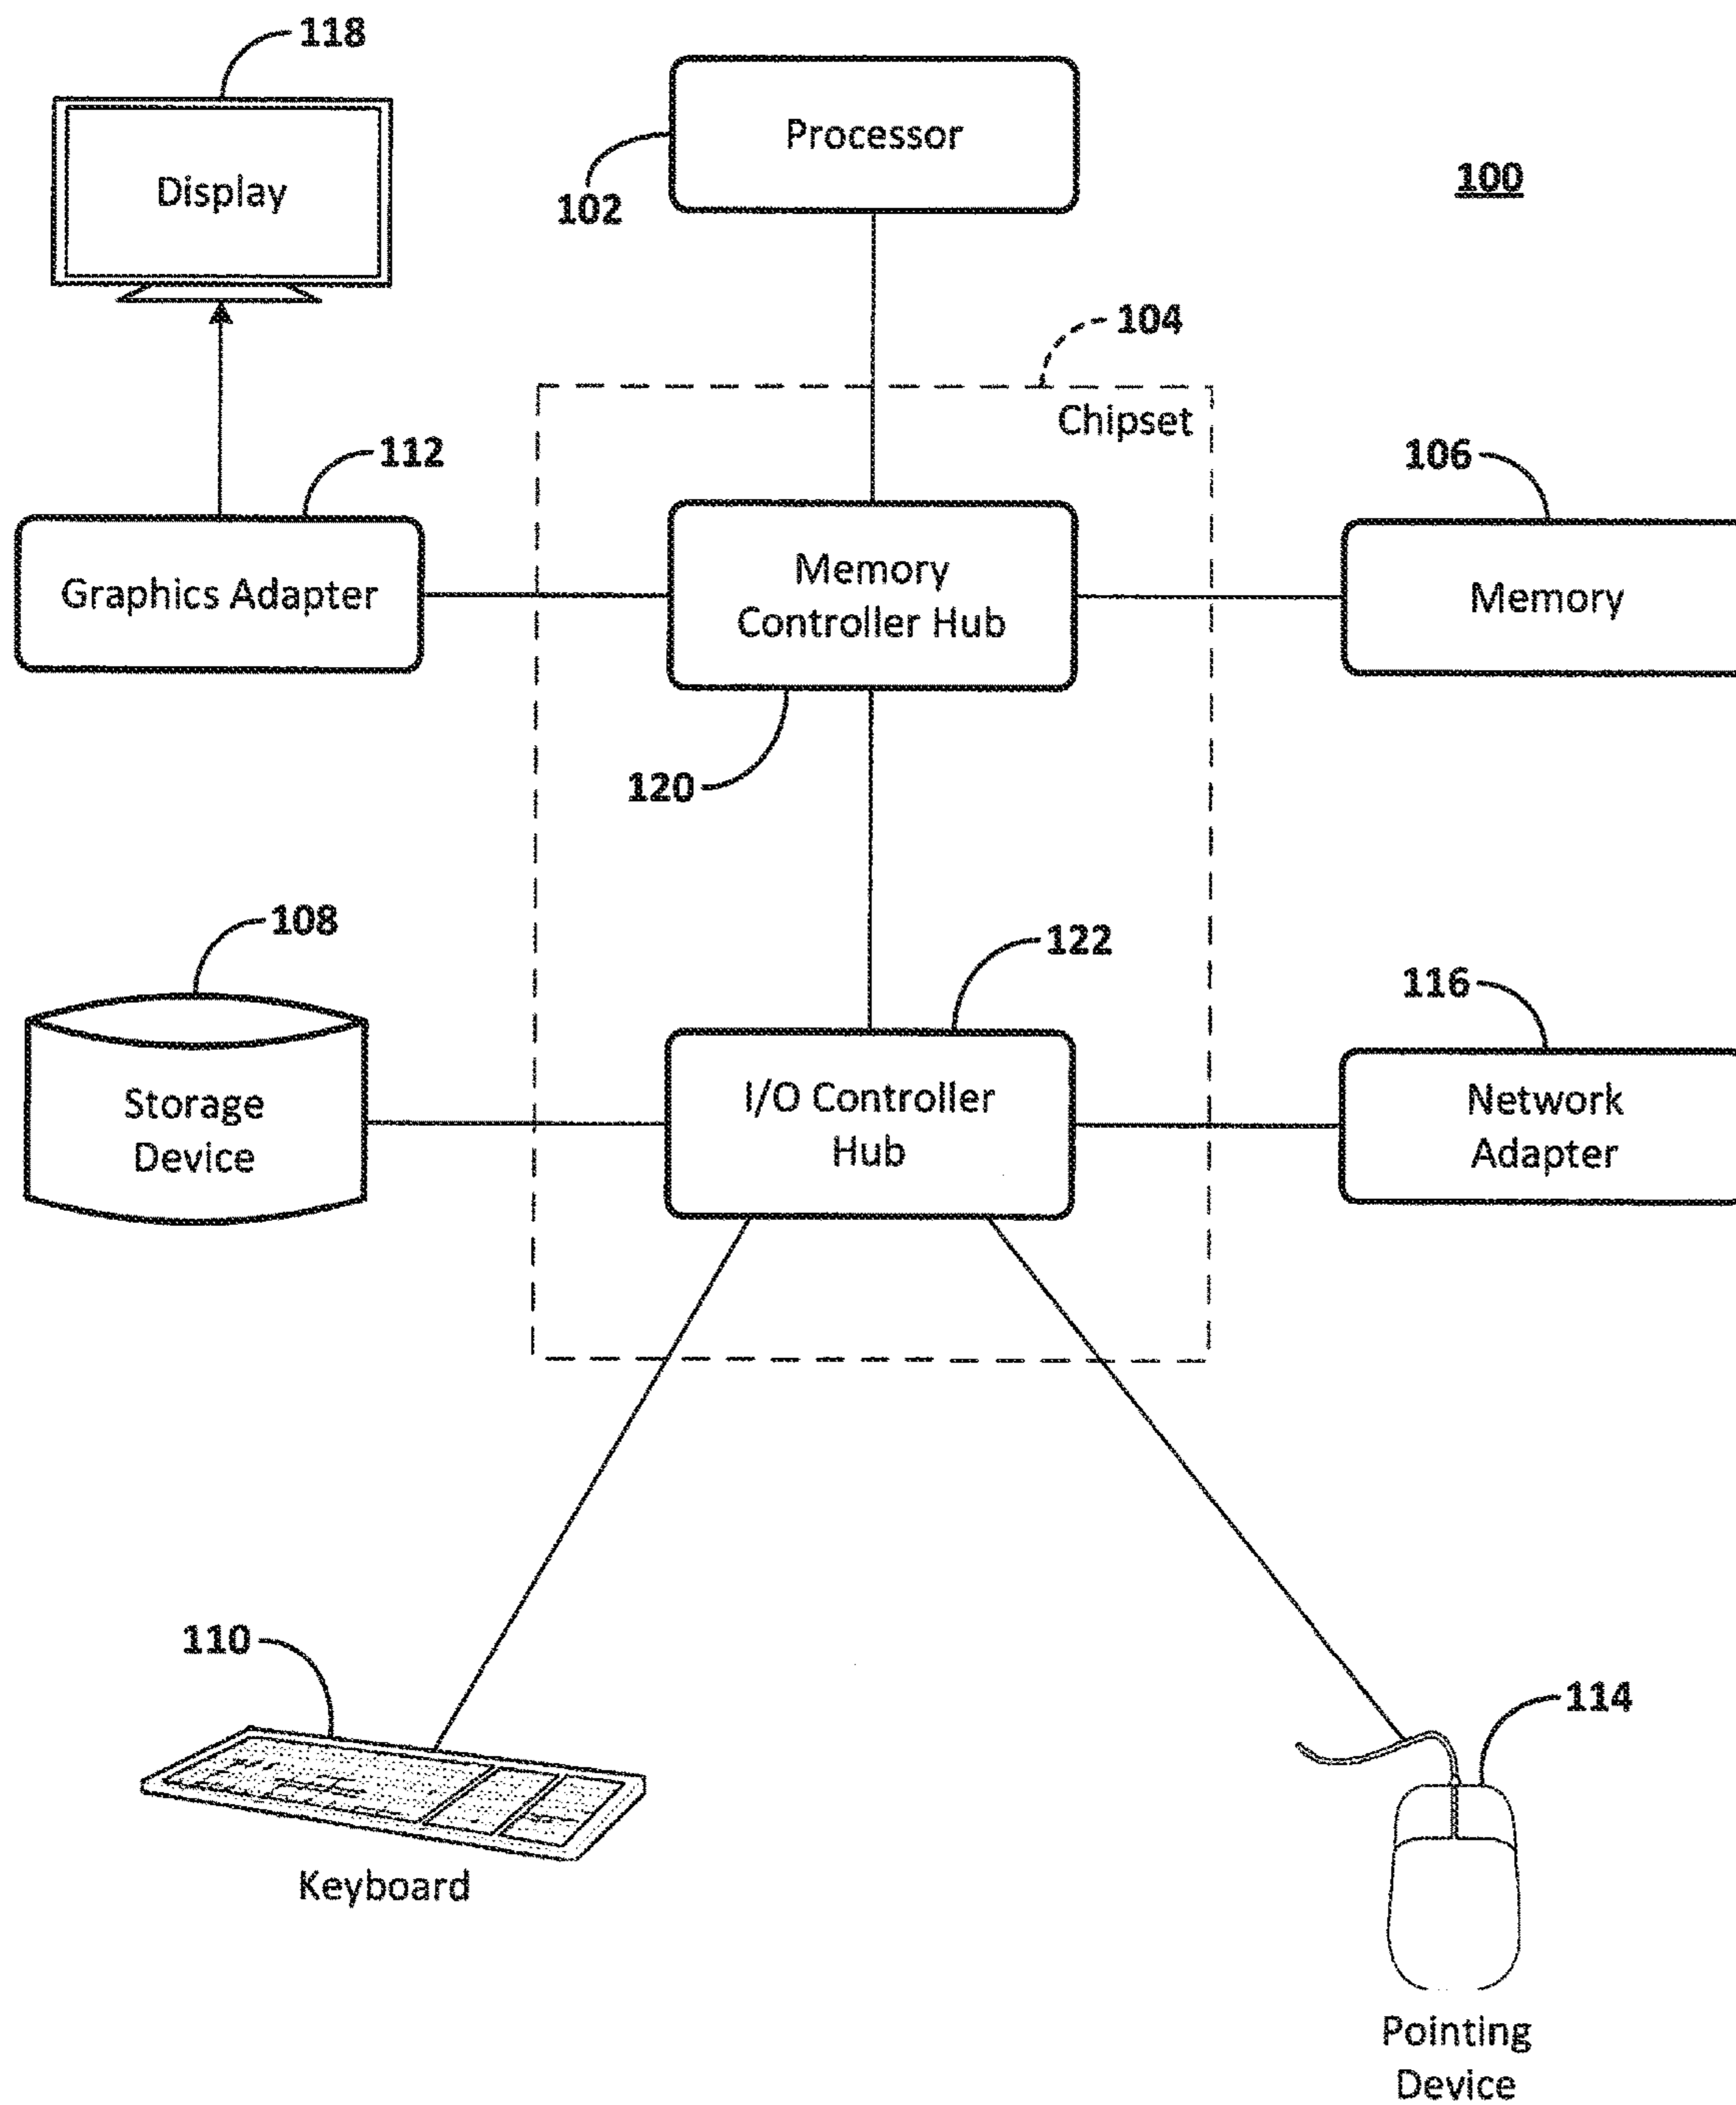 118
Display
Processor
102
100
104
Chipset
112
Graphics Adapter
Memory
Controller Hub
120
106
Memory
108
Storage
Device
122
I/O Controller
Hub
116
Network
Adapter
110
Keyboard
114
Pointing
Device